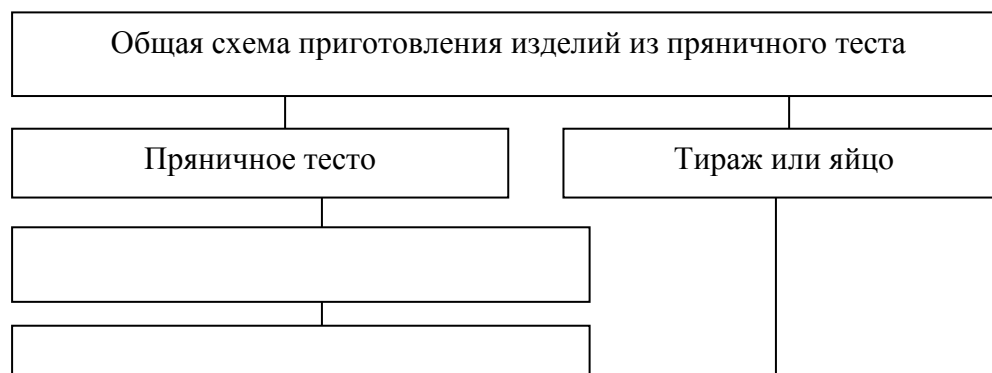 Общая схема приготовления изделий из пряничного теста
Пряничное тесто
Тираж или яйцо